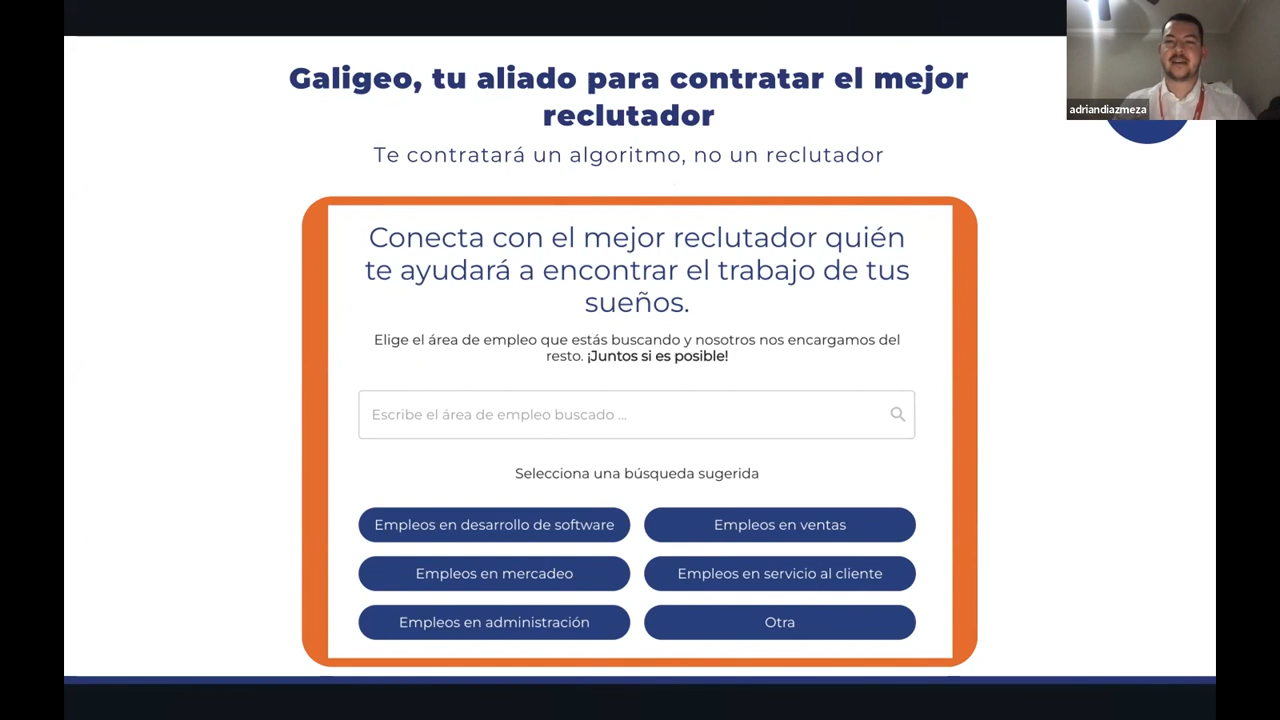 Galigeo, tu aliado para contratar el mejor
reclutador
Te contratará un algoritmo, no un reclutador
adriandiazmeza
Conecta con el mejor reclutador quién
te ayudará a encontrar el trabajo de tus
sueños.
Elige el área de empleo que estás buscando y nosotros nos encargamos del
resto. ¡Juntos si es posible!
Escribe el área de empleo buscado ...
Selecciona una búsqueda sugerida
Empleos en desarrollo de software
Empleos en ventas
Empleos en mercadeo
Empleos en servicio al cliente
Empleos en administración
Otra